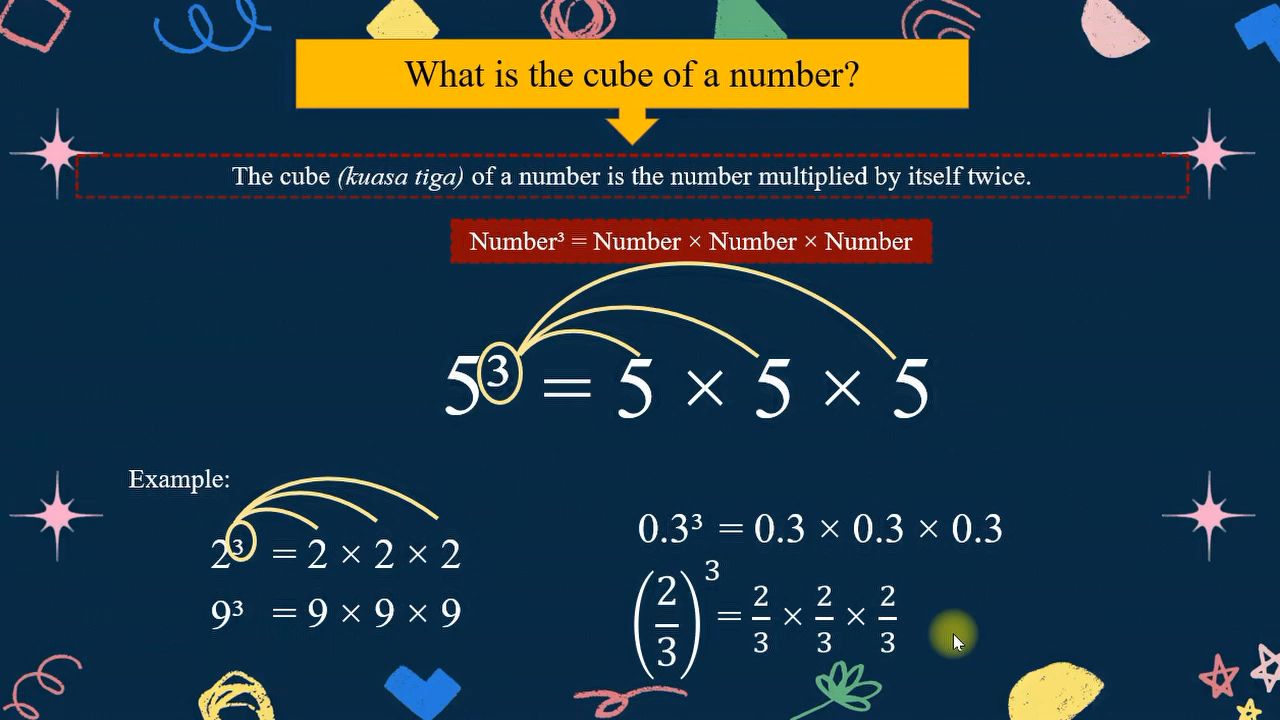 What is the cube of a number?
The cube (kuasa tiga) of a number is the number multiplied by itself twice.
Number³ = Number × Number × Number
5³ = 5 × 5 × 5
Example:
2³ = 2 × 2 × 2
9³ = 9 × 9 × 9
0.3³ = 0.3 × 0.3 × 0.3
(2/3)³ = 2/3 × 2/3 × 2/3